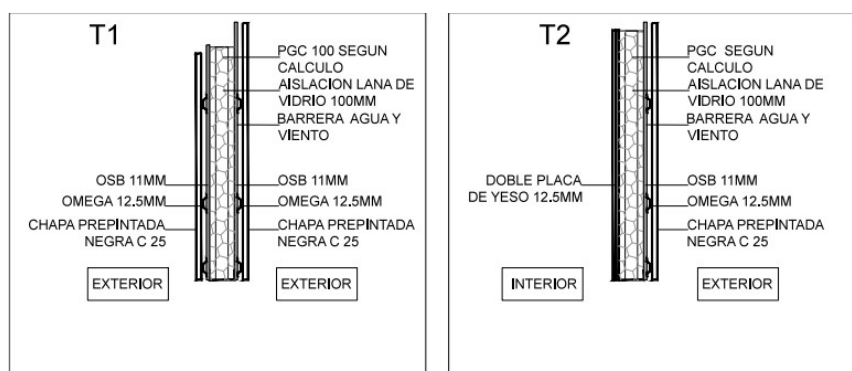 T1
PGC 100 SEGUN
CALCULO
AISLACION LANA DE
VIDRIO 100MM
BARRERA AGUA Y
VIENTO
OSB 11MM
OMEGA 12.5MM
CHAPA PREPINTADA
NEGRA C 25
OSB 11MM
OMEGA 12.5MM
CHAPA PREPINTADA
NEGRA C 25
EXTERIOR
EXTERIOR
T2
PGC SEGUN
CALCULO
AISLACION LANA DE
VIDRIO 100MM
BARRERA AGUA Y
VIENTO
DOBLE PLACA
DE YESO 12.5MM
OSB 11MM
OMEGA 12.5MM
CHAPA PREPINTADA
NEGRA C 25
INTERIOR
EXTERIOR